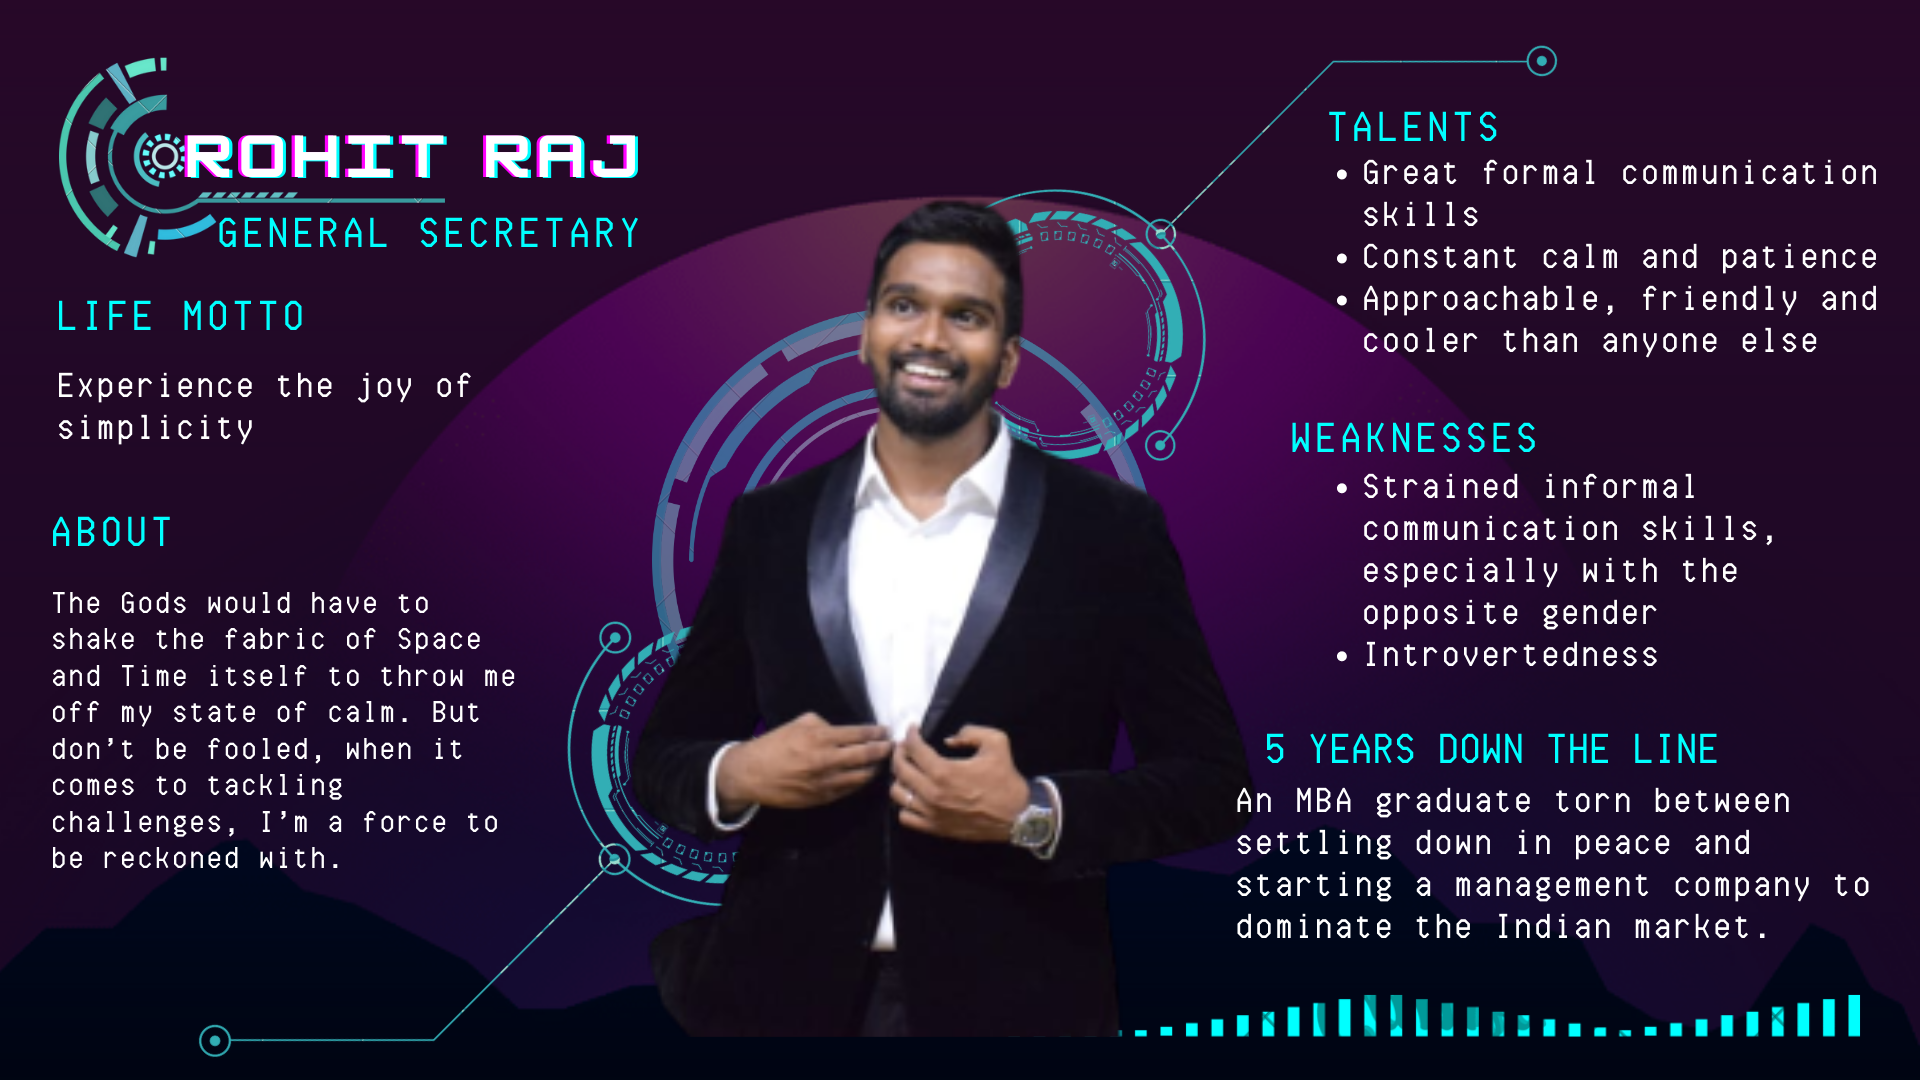 ROHIT RAJ
GENERAL SECRETARY
LIFE MOTTO
Experience the joy of
simplicity
ABOUT
The Gods would have to
shake the fabric of Space
and Time itself to throw me
off my state of calm. But
don't be fooled, when it
comes to tackling
challenges, I'm a force to
be reckoned with.
TALENTS
• Great formal communication
skills
• Constant calm and patience
• Approachable, friendly and
cooler than anyone else
WEAKNESSES
• Strained informal
communication skills,
especially with the
opposite gender
• Introvertedness
5 YEARS DOWN THE LINE
An MBA graduate torn between
settling down in peace and
starting a management company to
dominate the Indian market.